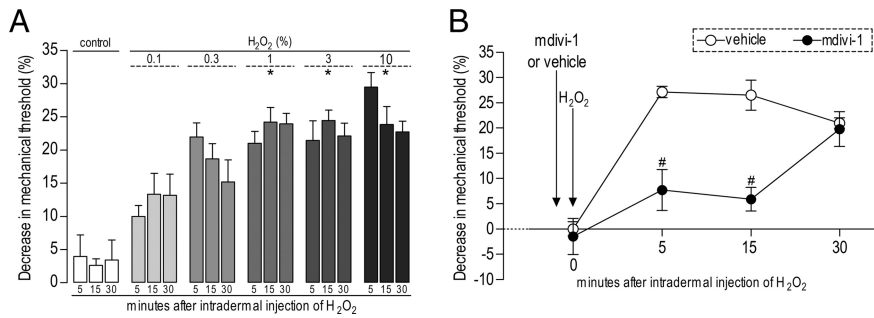 A
control
H₂O₂ (%)
0.1 0.3 1 3 10
* * *
Decrease in mechanical threshold (%)
35
30
25
20
15
10
5
0
5 15 30 5 15 30 5 15 30 5 15 30 5 15 30 5 15 30
minutes after intradermal injection of H₂O₂
B
vehicle mdivi-1
mdivi-1
or vehicle
H₂O₂
Decrease in mechanical threshold (%)
35
30
25
20
15
10
5
0
-5
-10
# #
0 5 15 30
minutes after intradermal injection of H₂O₂